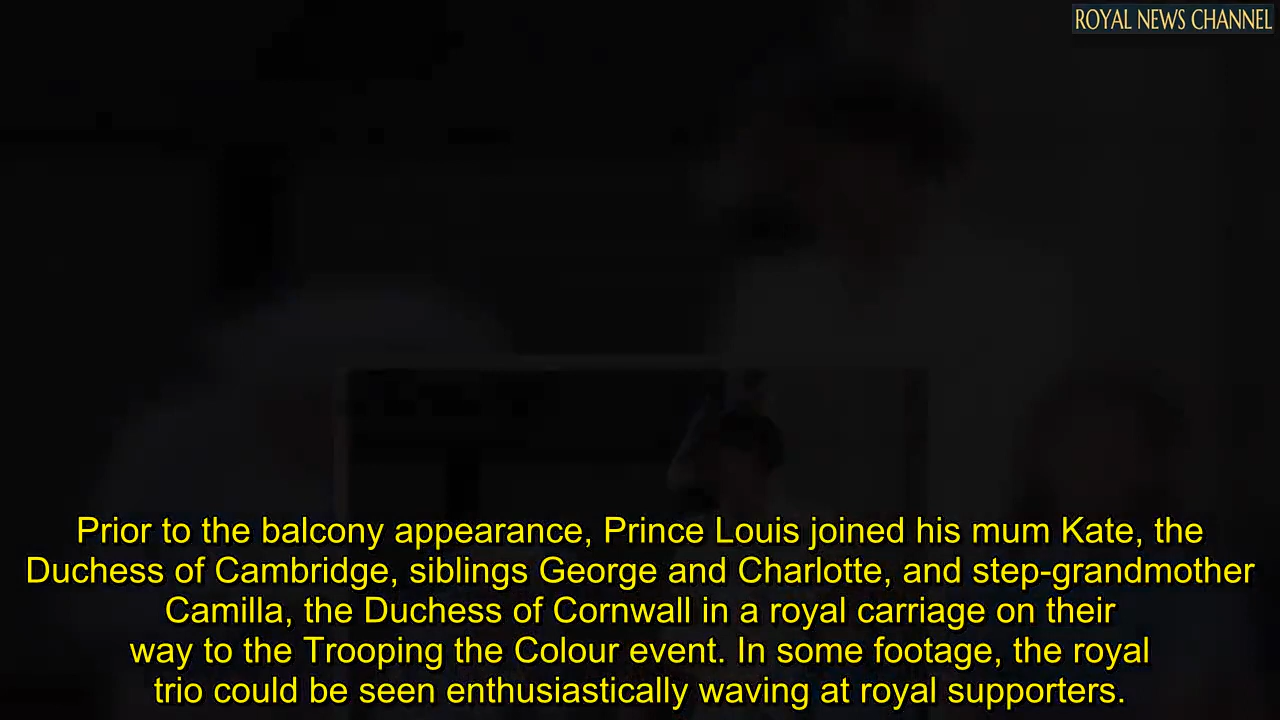 ROYAL NEWS CHANNEL
Prior to the balcony appearance, Prince Louis joined his mum Kate, the
Duchess of Cambridge, siblings George and Charlotte, and step-grandmother
Camilla, the Duchess of Cornwall in a royal carriage on their
way to the Trooping the Colour event. In some footage, the royal
trio could be seen enthusiastically waving at royal supporters.